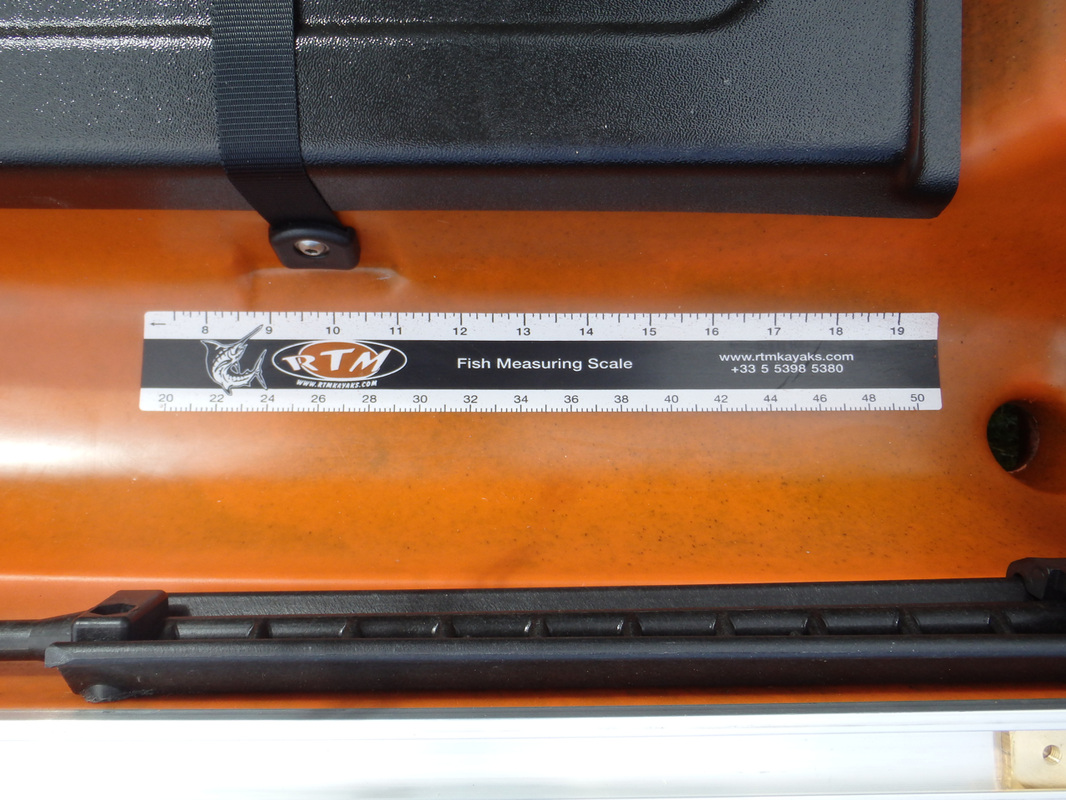 8 9 10 11 12 13 14 15 16 17 18 19
RTM
WWW.RTMKAYAKS.COM
Fish Measuring Scale
www.rtmkayaks.com
+33 5 5398 5380
20 22 24 26 28 30 32 34 36 38 40 42 44 46 48 50